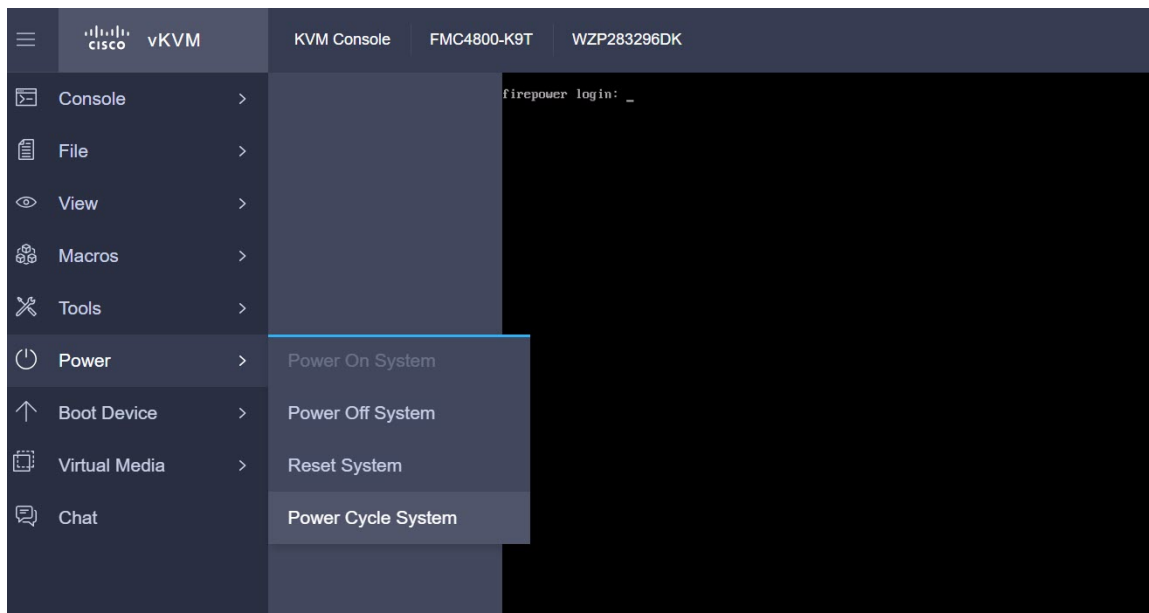 cisco vKVM KVM Console FMC4800-K9T WZP283296DK
firepower login: _
Console
File
View
Macros
Tools
Power
Power On System
Boot Device
Power Off System
Virtual Media
Reset System
Chat
Power Cycle System